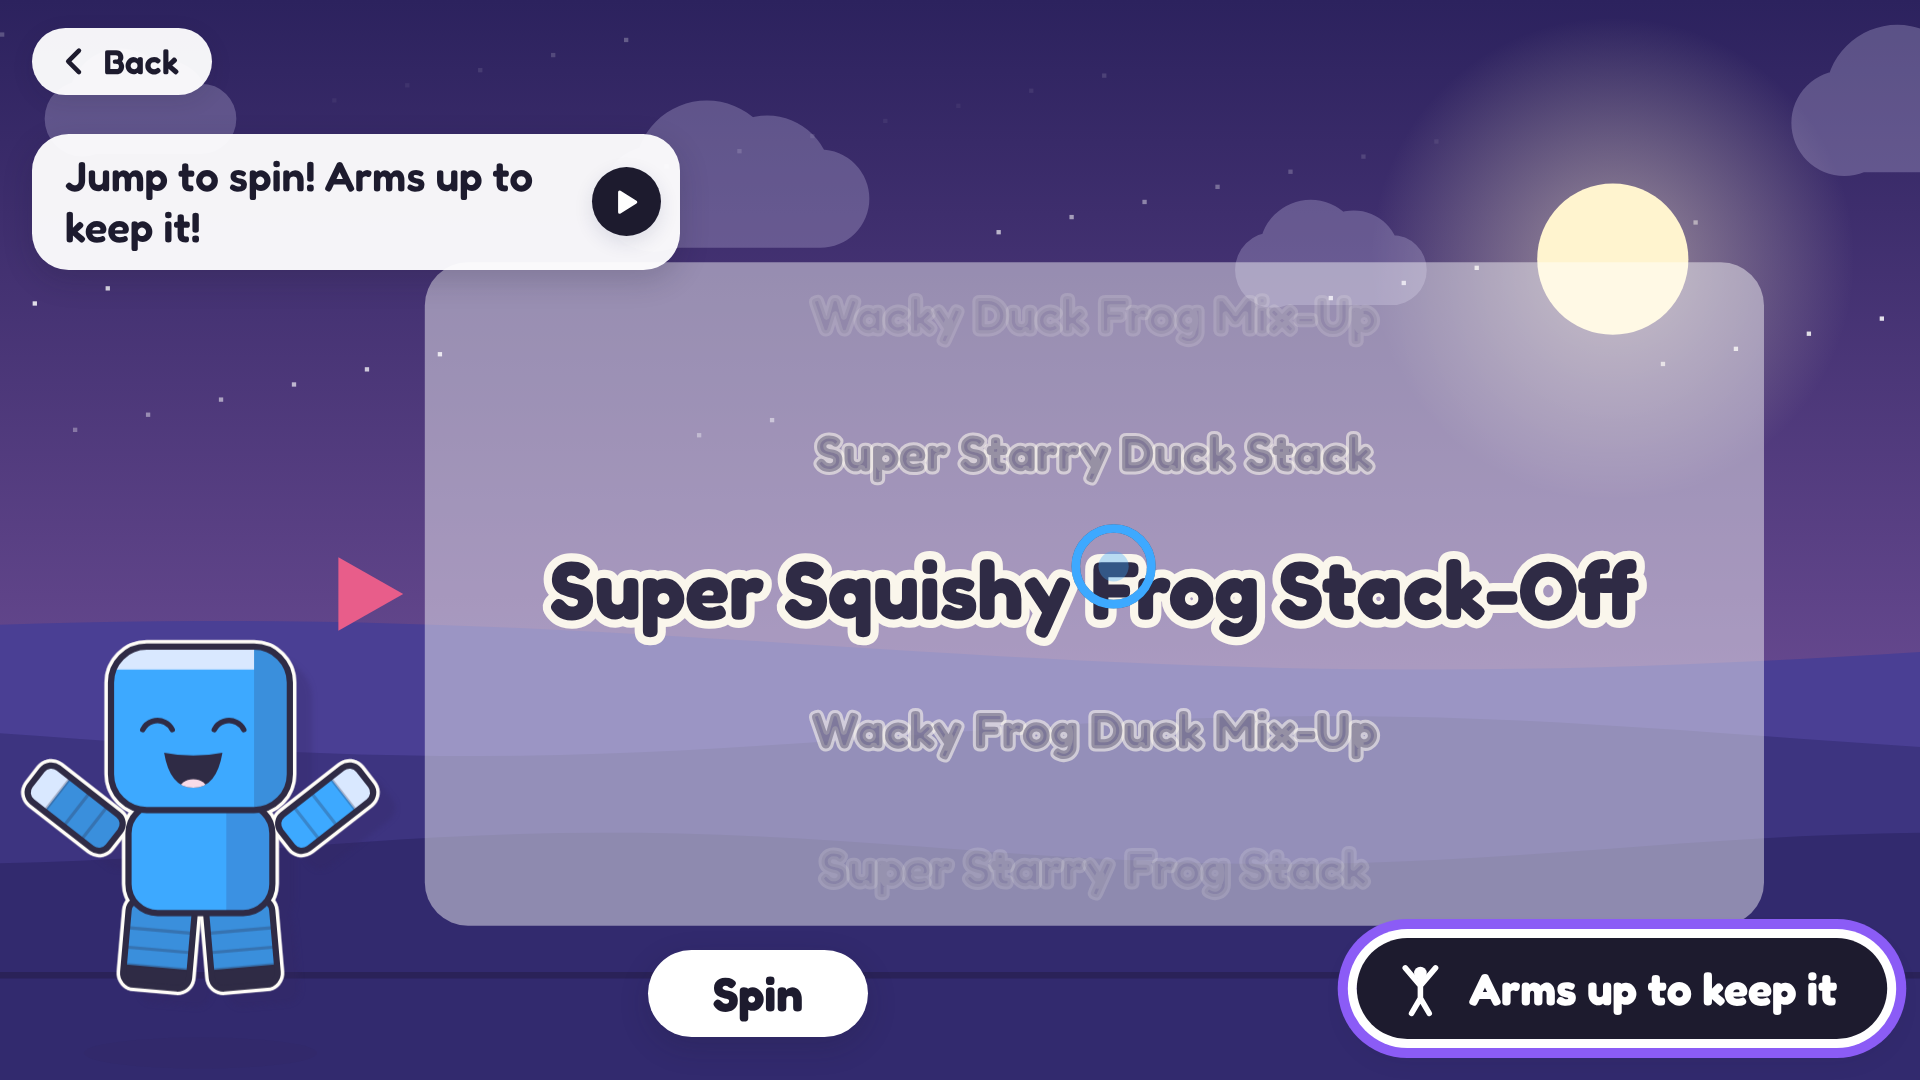 Back
Jump to spin! Arms up to
keep it!
Wacky Duck Frog Mix-Up
Super Starry Duck Stack
Super Squishy Frog Stack-Off
Wacky Frog Duck Mix-Up
Super Starry Frog Stack
Spin
Arms up to keep it